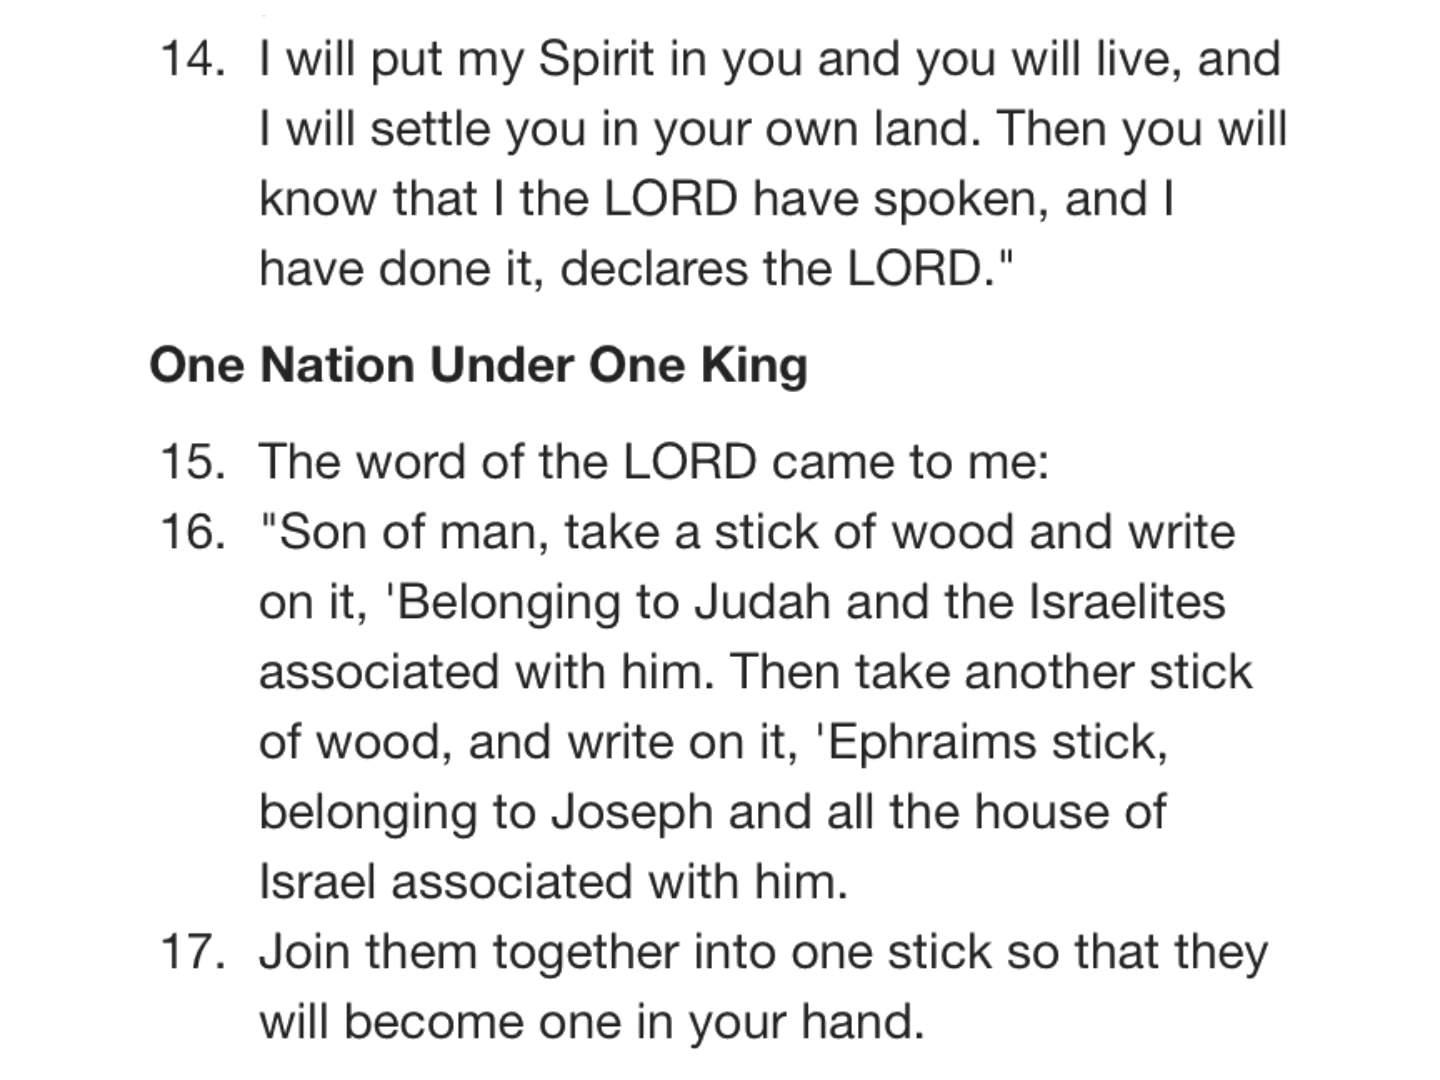 14. I will put my Spirit in you and you will live, and
I will settle you in your own land. Then you will
know that I the LORD have spoken, and I
have done it, declares the LORD."
One Nation Under One King
15. The word of the LORD came to me:
16. "Son of man, take a stick of wood and write
on it, 'Belonging to Judah and the Israelites
associated with him. Then take another stick
of wood, and write on it, 'Ephraims stick,
belonging to Joseph and all the house of
Israel associated with him.
17. Join them together into one stick so that they
will become one in your hand.